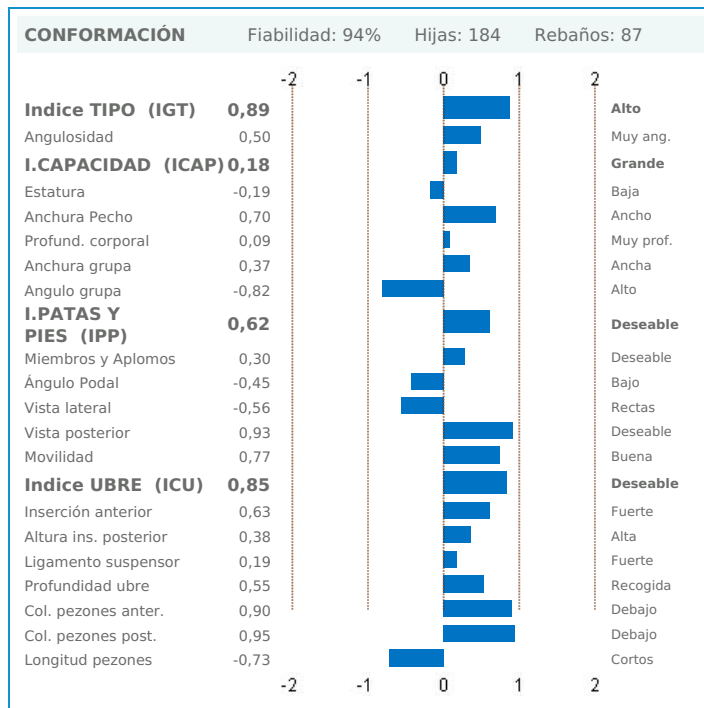 CONFORMACIÓN Fiabilidad: 94% Hijas: 184 Rebaños: 87
-2 -1 0 1 2
Indice TIPO (IGT) 0,89 Alto
Angulosidad 0,50 Muy ang.
I.CAPACIDAD (ICAP) 0,18 Grande
Estatura -0,19 Baja
Anchura Pecho 0,70 Ancho
Profund. corporal 0,09 Muy prof.
Anchura grupa 0,37 Ancha
Angulo grupa -0,82 Alto
I.PATAS Y
PIES (IPP) 0,62 Deseable
Miembros y Aplomos 0,30 Deseable
Ángulo Podal -0,45 Bajo
Vista lateral -0,56 Rectas
Vista posterior 0,93 Deseable
Movilidad 0,77 Buena
Indice UBRE (ICU) 0,85 Deseable
Inserción anterior 0,63 Fuerte
Altura ins. posterior 0,38 Alta
Ligamento suspensor 0,19 Fuerte
Profundidad ubre 0,55 Recogida
Col. pezones anter. 0,90 Debajo
Col. pezones post. 0,95 Debajo
Longitud pezones -0,73 Cortos
-2 -1 0 1 2